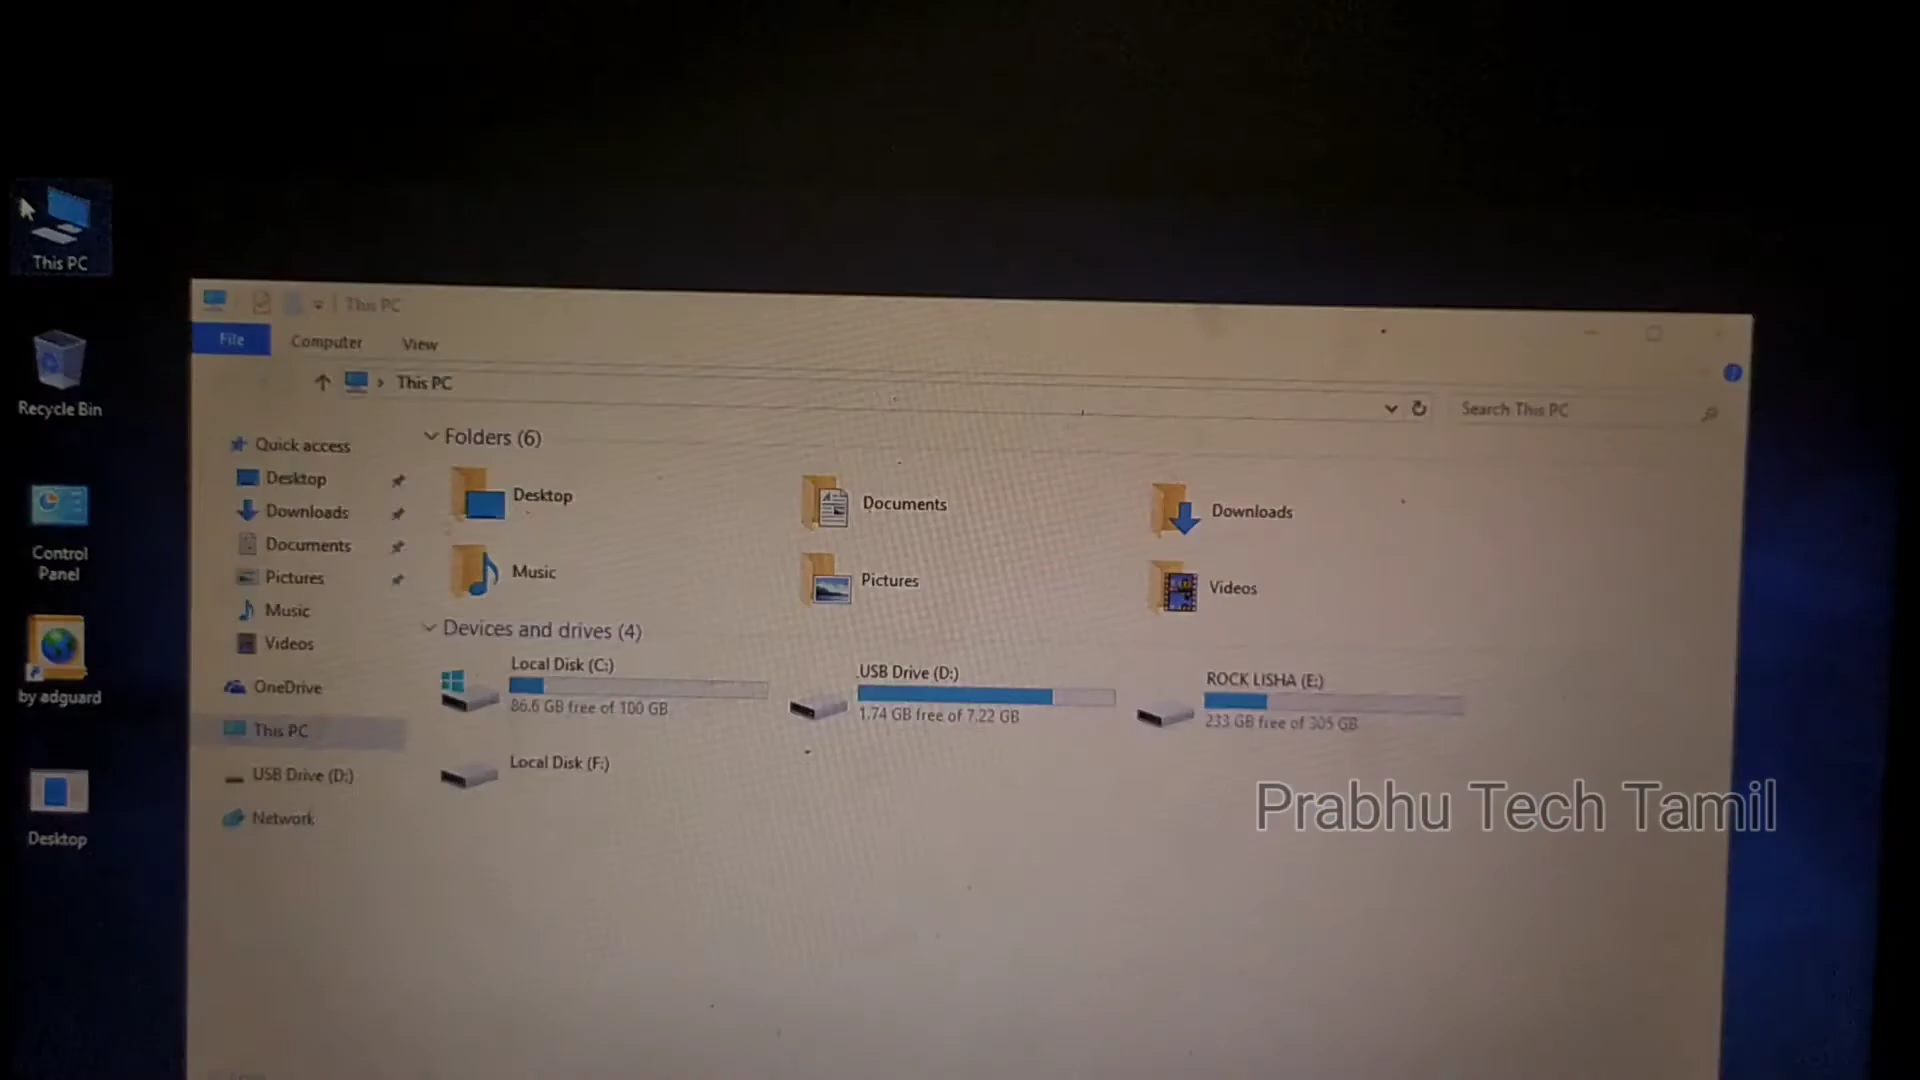 This PC
Recycle Bin
Control
Panel
by adguard
Desktop
This PC
File
Computer
View
This PC
Search This PC
Quick access
Desktop
Downloads
Documents
Pictures
Music
Videos
OneDrive
This PC
USB Drive (D:)
Network
Folders (6)
Desktop
Documents
Downloads
Music
Pictures
Videos
Devices and drives (4)
Local Disk (C:)
86.6 GB free of 100 GB
USB Drive (D:)
1.74 GB free of 7.22 GB
ROCK LISHA (E:)
233 GB free of 305 GB
Local Disk (F:)
Prabhu Tech Tamil